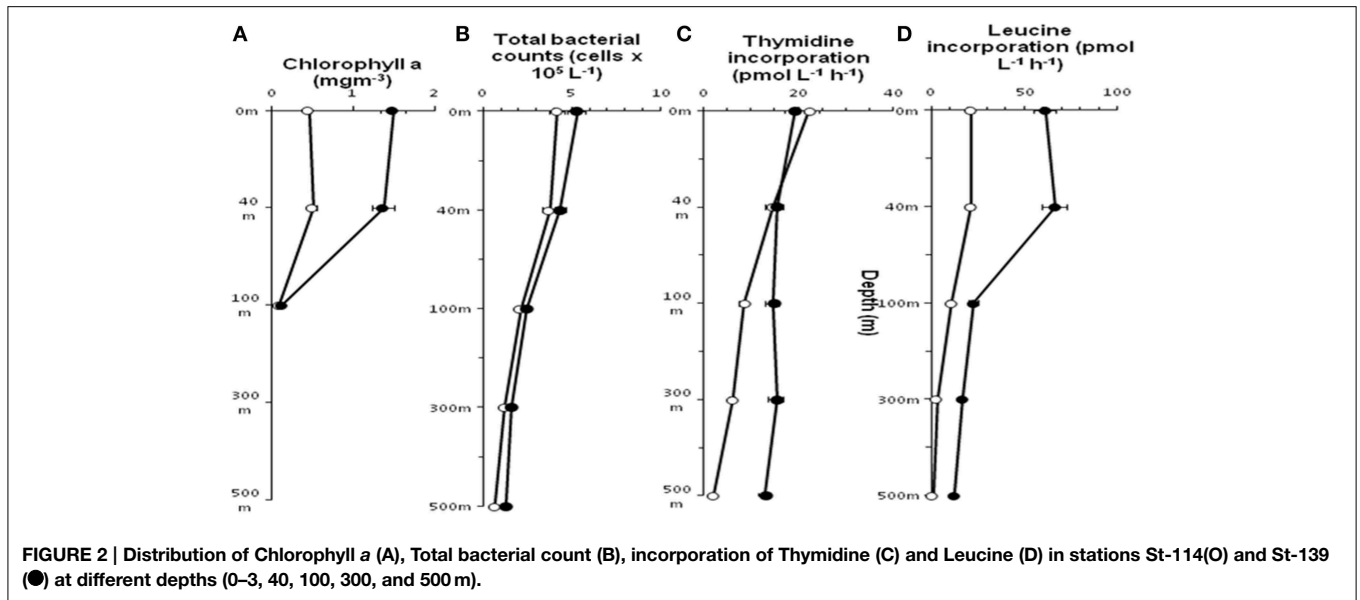 A
Chlorophyll a
(mgm-3)
0 1 2
0m
40
m
100
m
300
m
500
m
B
Total bacterial
counts (cells x
10⁵ L⁻¹)
0 5 10
0m
40m
100m
300m
500m
C
Thymidine
incorporation
(pmol L⁻¹ h⁻¹)
0 20 40
0m
40
m
100
m
300
m
500
m
D
Leucine
incorporation (pmol
L⁻¹ h⁻¹)
0 50 100
0m
40m
100m
300m
500m
Depth (m)
FIGURE 2 | Distribution of Chlorophyll a (A), Total bacterial count (B), incorporation of Thymidine (C) and Leucine (D) in stations St-114(O) and St-139
(●) at different depths (0–3, 40, 100, 300, and 500 m).